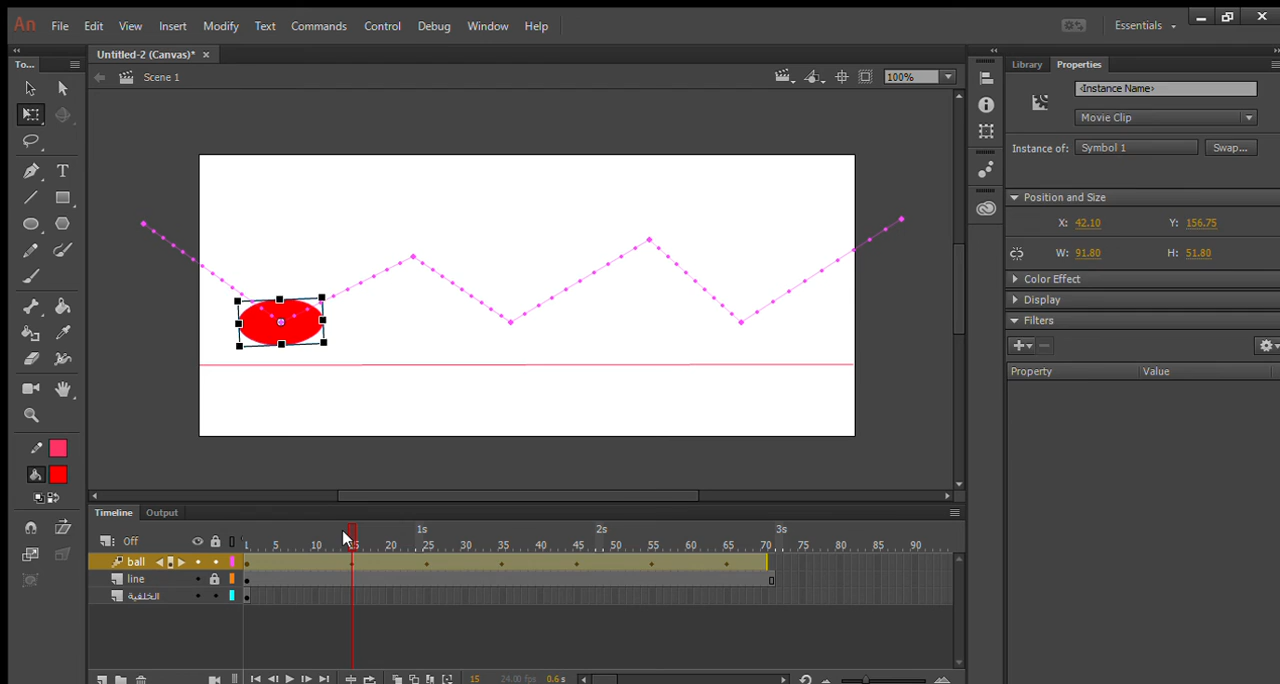 An File Edit View Insert Modify Text Commands Control Debug Window Help Essentials
To... Untitled-2 (Canvas)* × Library Properties
Scene 1 100%
<Instance Name>
Movie Clip
Instance of: Symbol 1 Swap...
Position and Size
X: 42.10 Y: 156.75
W: 91.80 H: 51.80
Color Effect
Display
Filters
Property Value
Timeline Output
1s 2s 3s
Off 1 5 10 15 20 25 30 35 40 45 50 55 60 65 70 75 80 85 90
ball
line
الخلفية
15 24.00 fps 0.6 s